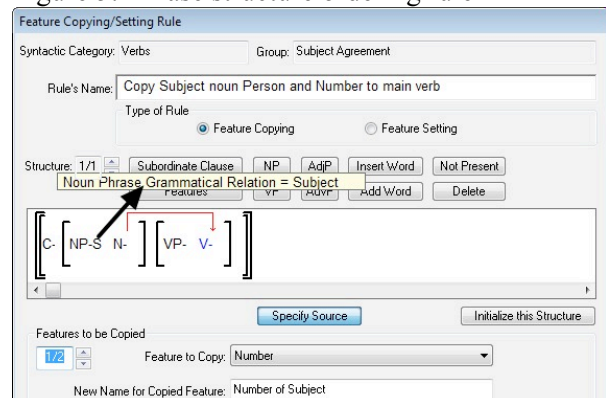 Feature Copying/Setting Rule
Syntactic Category: Verbs Group: Subject Agreement
Rule's Name: Copy Subject noun Person and Number to main verb
Type of Rule
Feature Copying Feature Setting
Structure: 1/1 Subordinate Clause NP AdjP Insert Word Not Present
Noun Phrase Grammatical Relation = Subject
Features VP AdvP Add Word Delete
C- NP-S N- VP- V-
Specify Source Initialize this Structure
Features to be Copied
1/2 Feature to Copy: Number
New Name for Copied Feature: Number of Subject